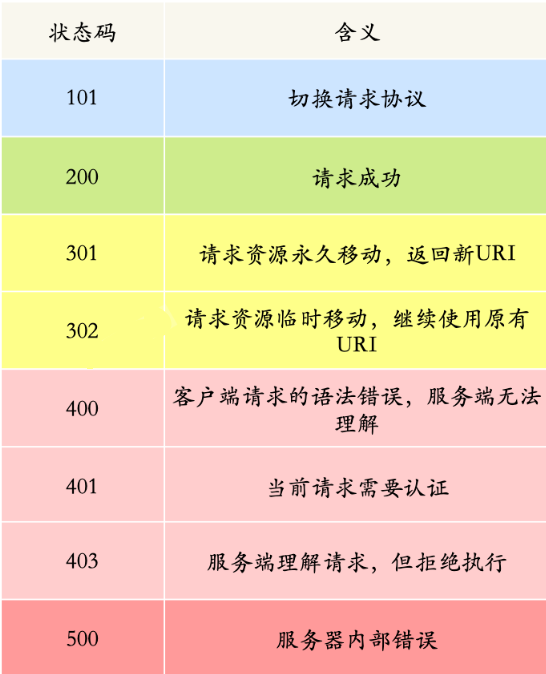 状态码 含义
101 切换请求协议
200 请求成功
301 请求资源永久移动，返回新URI
302 请求资源临时移动，继续使用原有
URI
400 客户端请求的语法错误，服务端无法
理解
401 当前请求需要认证
403 服务端理解请求，但拒绝执行
500 服务器内部错误